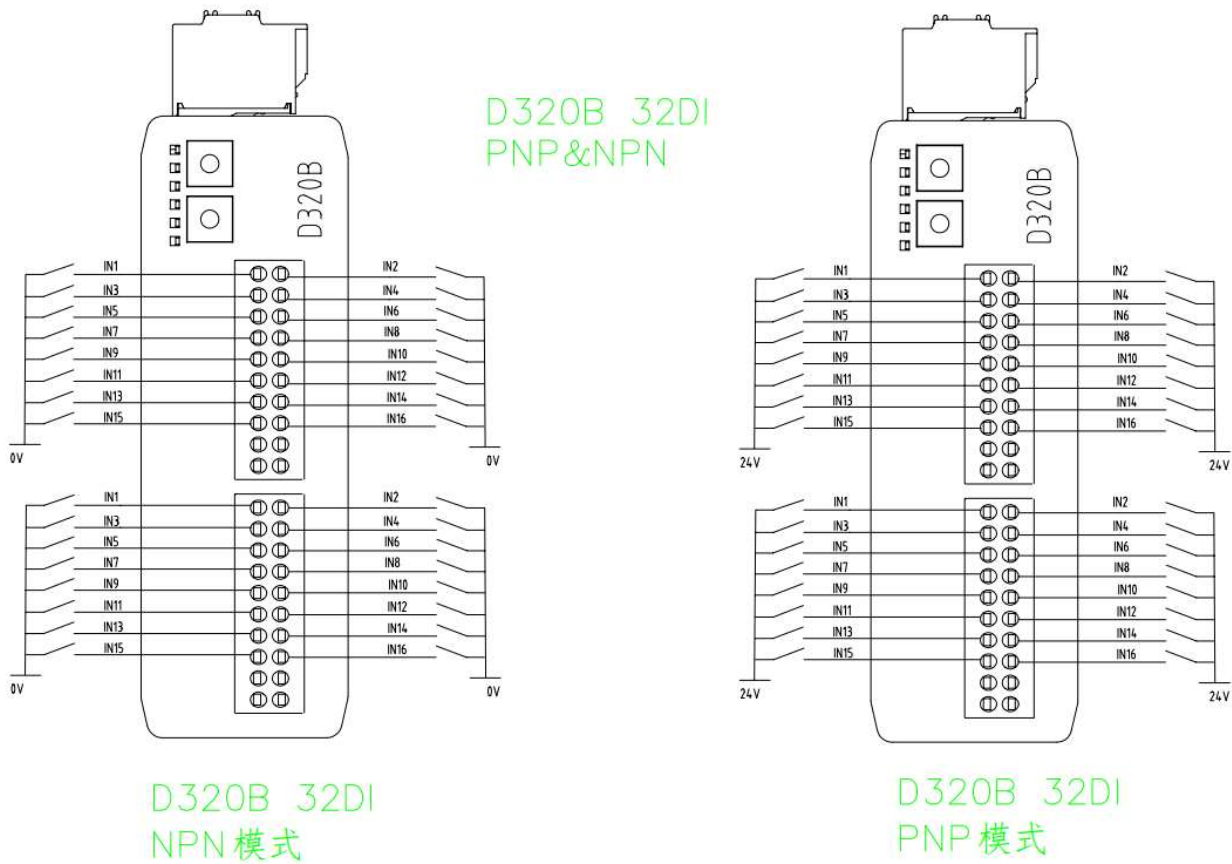 D320B 32DI
PNP&NPN
D320B
IN1
IN3
IN5
IN7
IN9
IN11
IN13
IN15
0V
IN2
IN4
IN6
IN8
IN10
IN12
IN14
IN16
0V
IN1
IN3
IN5
IN7
IN9
IN11
IN13
IN15
0V
IN2
IN4
IN6
IN8
IN10
IN12
IN14
IN16
0V
D320B 32DI
NPN模式
D320B
IN1
IN3
IN5
IN7
IN9
IN11
IN13
IN15
24V
IN2
IN4
IN6
IN8
IN10
IN12
IN14
IN16
24V
IN1
IN3
IN5
IN7
IN9
IN11
IN13
IN15
24V
IN2
IN4
IN6
IN8
IN10
IN12
IN14
IN16
24V
D320B 32DI
PNP模式